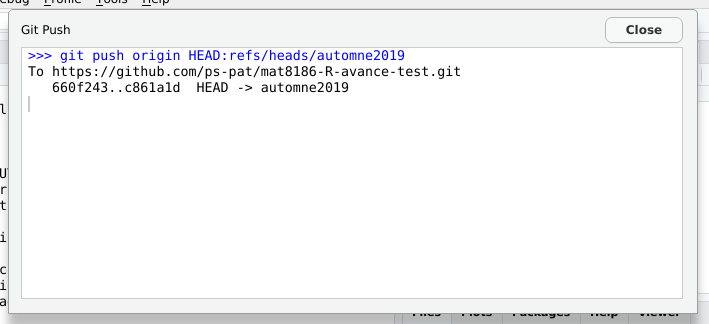 Profile Tools Help
Git Push
Close
>>> git push origin HEAD:refs/heads/automne2019
To https://github.com/ps-pat/mat8186-R-avance-test.git
   660f243..c861a1d  HEAD -> automne2019
Files Plots Packages Help Viewer